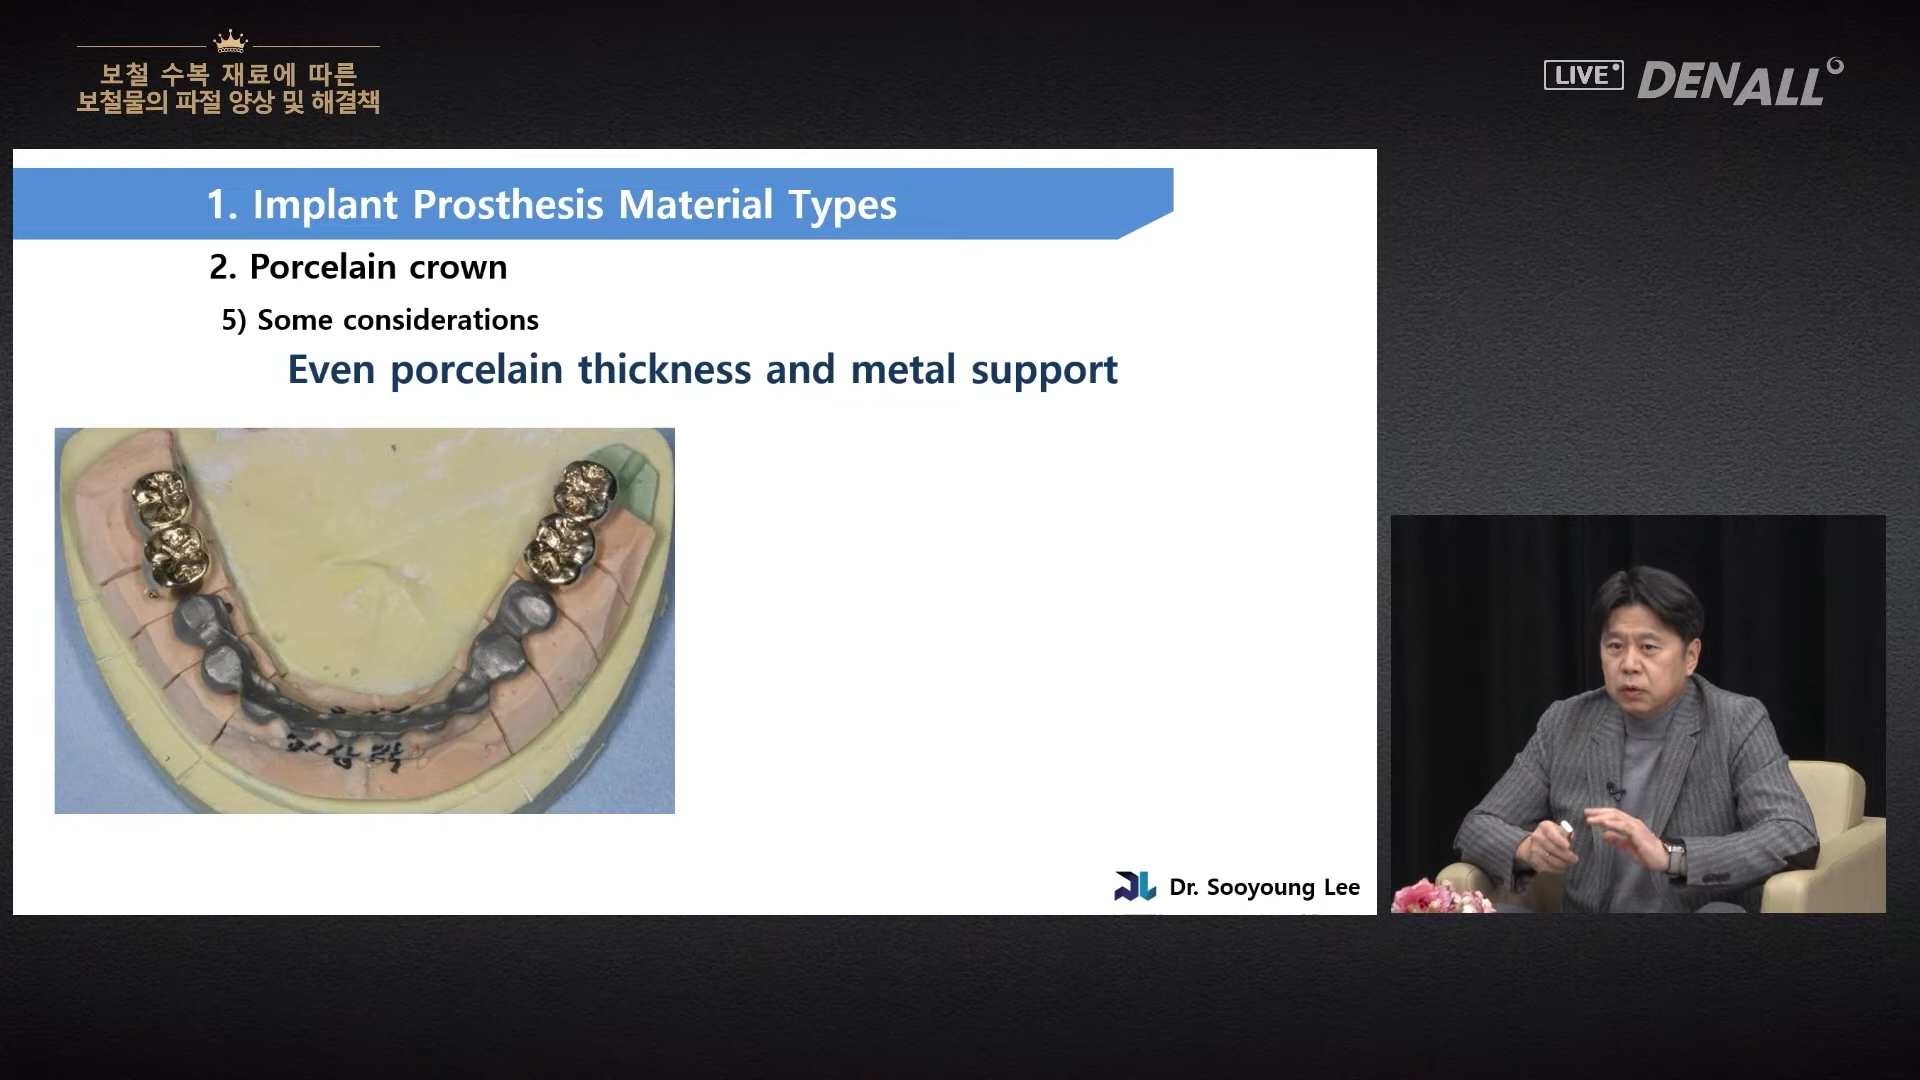 보철 수복 재료에 따른
보철물의 파절 양상 및 해결책
LIVE
DENALL
1. Implant Prosthesis Material Types
2. Porcelain crown
5) Some considerations
Even porcelain thickness and metal support
Dr. Sooyoung Lee